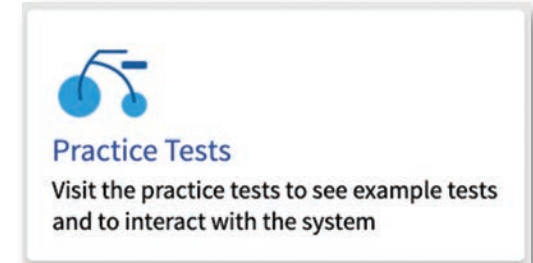 Practice Tests
Visit the practice tests to see example tests
and to interact with the system